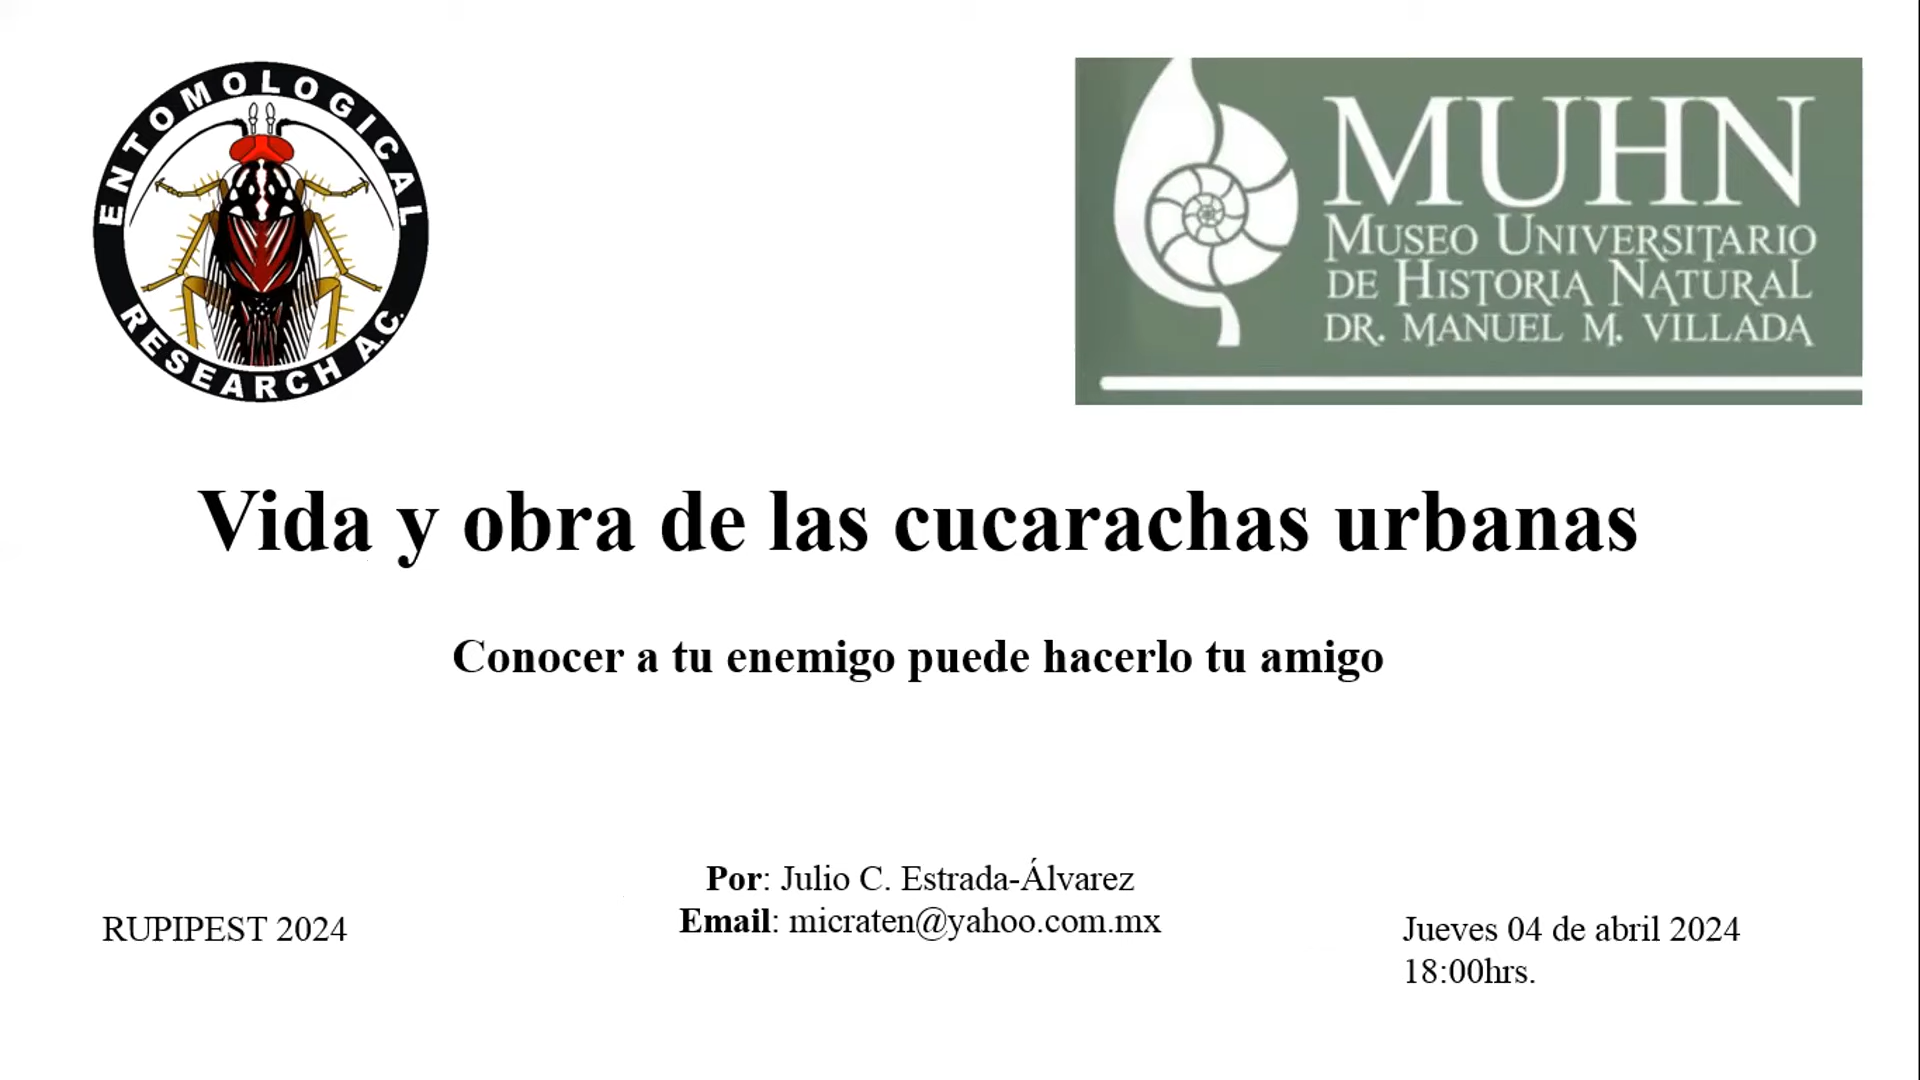 ENTOMOLOGICAL
RESEARCH A.C.
MUHN
MUSEO UNIVERSITARIO
DE HISTORIA NATURAL
DR. MANUEL M. VILLADA
Vida y obra de las cucarachas urbanas
Conocer a tu enemigo puede hacerlo tu amigo
Por: Julio C. Estrada-Álvarez
Email: micraten@yahoo.com.mx
RUPIPEST 2024
Jueves 04 de abril 2024
18:00hrs.